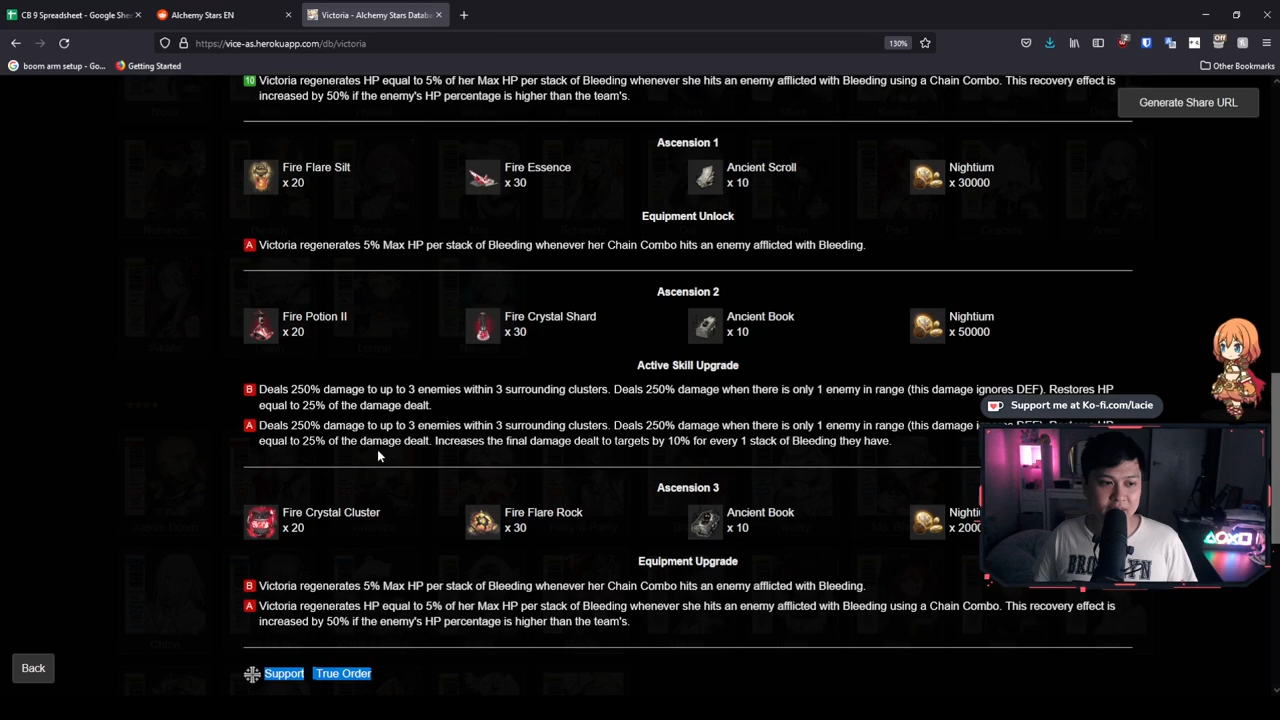 CB 9 Spreadsheet - Google She
Alchemy Stars EN
Victoria - Alchemy Stars Databa
https://vice-as.herokuapp.com/db/victoria
130%
boom arm setup - Go...
Getting Started
Other Bookmarks
10 Victoria regenerates HP equal to 5% of her Max HP per stack of Bleeding whenever she hits an enemy afflicted with Bleeding using a Chain Combo. This recovery effect is
increased by 50% if the enemy's HP percentage is higher than the team's.
Generate Share URL
Ascension 1
Fire Flare Silt
x 20
Fire Essence
x 30
Ancient Scroll
x 10
Nightium
x 30000
Equipment Unlock
A Victoria regenerates 5% Max HP per stack of Bleeding whenever her Chain Combo hits an enemy afflicted with Bleeding.
Ascension 2
Fire Potion II
x 20
Fire Crystal Shard
x 30
Ancient Book
x 10
Nightium
x 50000
Active Skill Upgrade
B Deals 250% damage to up to 3 enemies within 3 surrounding clusters. Deals 250% damage when there is only 1 enemy in range (this damage ignores DEF). Restores HP
equal to 25% of the damage dealt.
Support me at Ko-fi.com/lacie
A Deals 250% damage to up to 3 enemies within 3 surrounding clusters. Deals 250% damage when there is only 1 enemy in range (this damage
equal to 25% of the damage dealt. Increases the final damage dealt to targets by 10% for every 1 stack of Bleeding they have.
Ascension 3
Fire Crystal Cluster
x 20
Fire Flare Rock
x 30
Ancient Book
x 10
Nighti
x 2000
Equipment Upgrade
B Victoria regenerates 5% Max HP per stack of Bleeding whenever her Chain Combo hits an enemy afflicted with Bleeding.
A Victoria regenerates HP equal to 5% of her Max HP per stack of Bleeding whenever she hits an enemy afflicted with Bleeding using a Chain Combo. This recovery effect is
increased by 50% if the enemy's HP percentage is higher than the team's.
Back
Support True Order